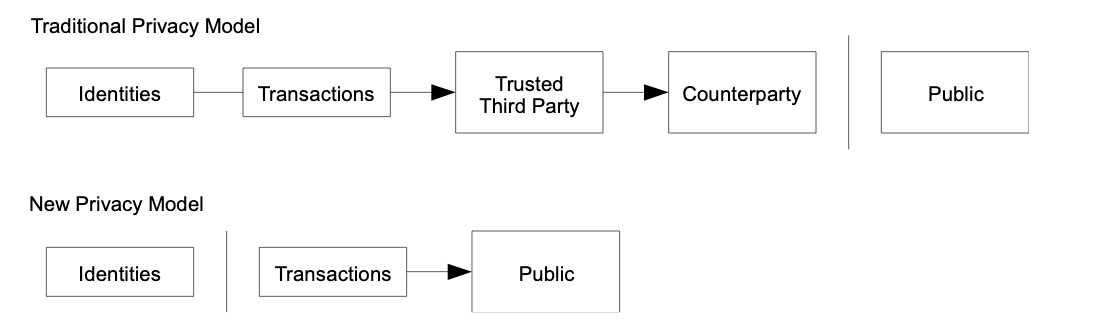 Traditional Privacy Model
Identities
Transactions
Trusted
Third Party
Counterparty
Public
New Privacy Model
Identities
Transactions
Public